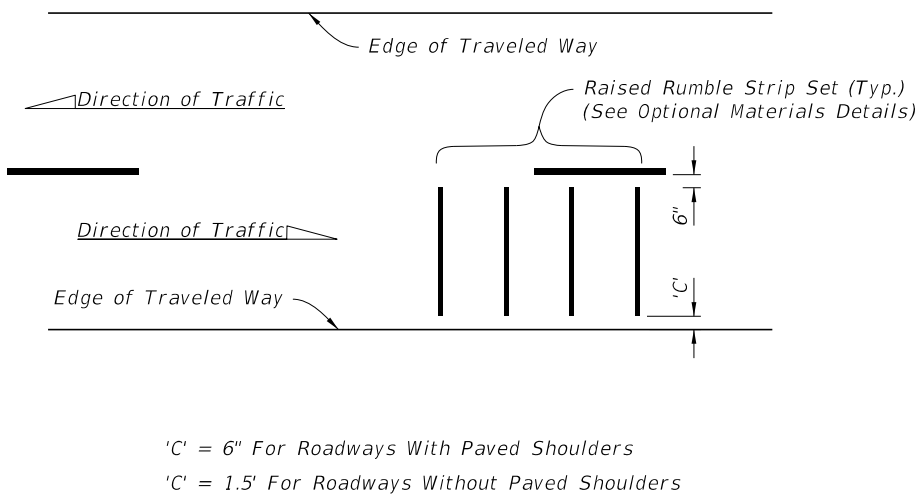 Edge of Traveled Way
Direction of Traffic
Raised Rumble Strip Set (Typ.)
(See Optional Materials Details)
6"
Direction of Traffic
'C'
Edge of Traveled Way
'C' = 6" For Roadways With Paved Shoulders
'C' = 1.5' For Roadways Without Paved Shoulders